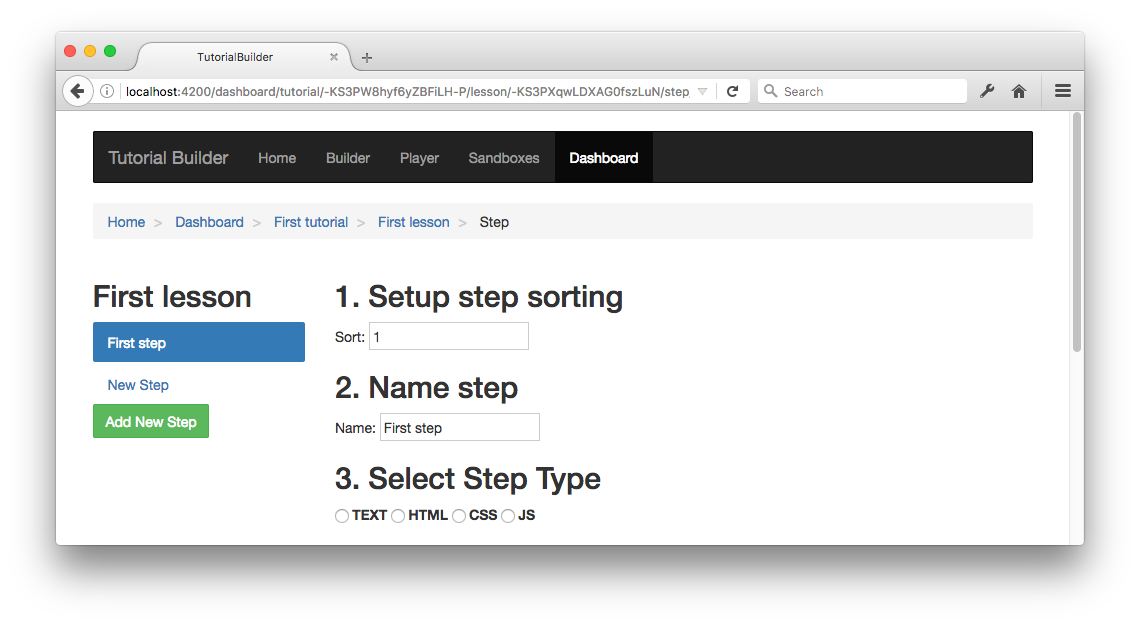 TutorialBuilder
localhost:4200/dashboard/tutorial/-KS3PW8hyf6yZBFiLH-P/lesson/-KS3PXqwLDXAG0fszLuN/step
Search
Tutorial Builder Home Builder Player Sandboxes Dashboard
Home > Dashboard > First tutorial > First lesson > Step
First lesson
First step
New Step
Add New Step
1. Setup step sorting
Sort: 1
2. Name step
Name: First step
3. Select Step Type
TEXT HTML CSS JS